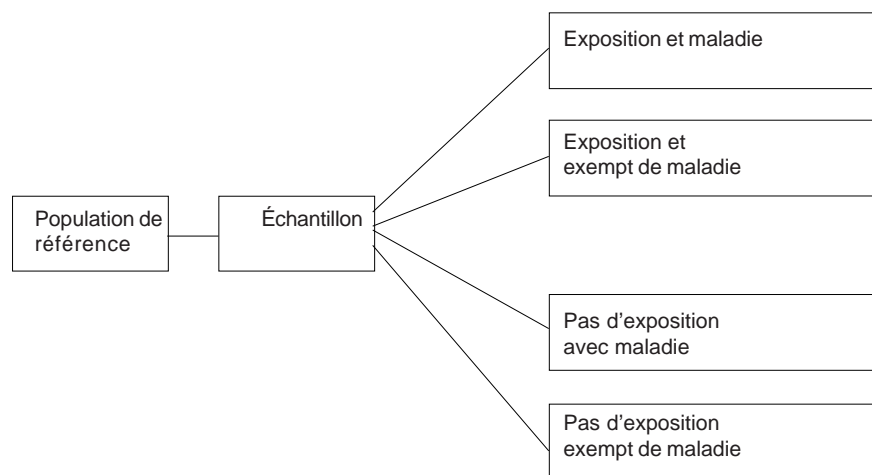 Exposition et maladie
Exposition et
exempt de maladie
Population de
référence
Échantillon
Pas d'exposition
avec maladie
Pas d'exposition
exempt de maladie